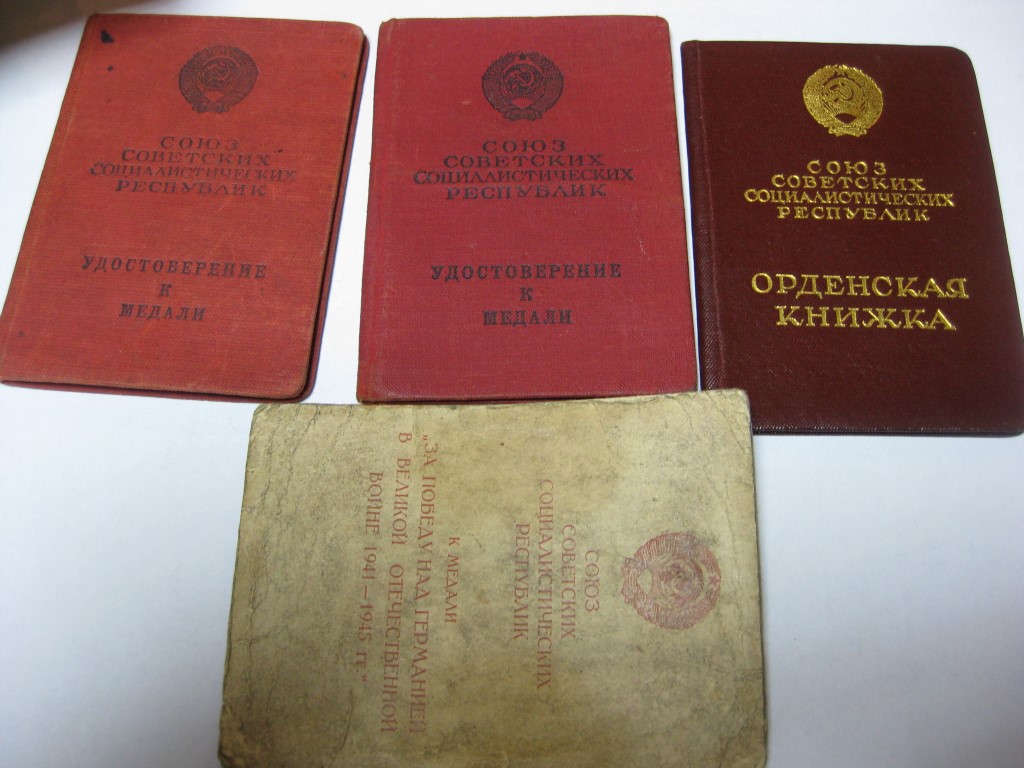 СОЮЗ
СОВЕТСКИХ
СОЦИАЛИСТИЧЕСКИХ
РЕСПУБЛИК
УДОСТОВЕРЕНИЕ
К
МЕДАЛИ
СОЮЗ
СОВЕТСКИХ
СОЦИАЛИСТИЧЕСКИХ
РЕСПУБЛИК
УДОСТОВЕРЕНИЕ
К
МЕДАЛИ
СОЮЗ
СОВЕТСКИХ
СОЦИАЛИСТИЧЕСКИХ
РЕСПУБЛИК
ОРДЕНСКАЯ
КНИЖКА
СОЮЗ
СОВЕТСКИХ
СОЦИАЛИСТИЧЕСКИХ
РЕСПУБЛИК
К МЕДАЛИ
„ЗА ПОБЕДУ НАД ГЕРМАНИЕЙ
В ВЕЛИКОЙ ОТЕЧЕСТВЕННОЙ
ВОЙНЕ 1941—1945 гг."